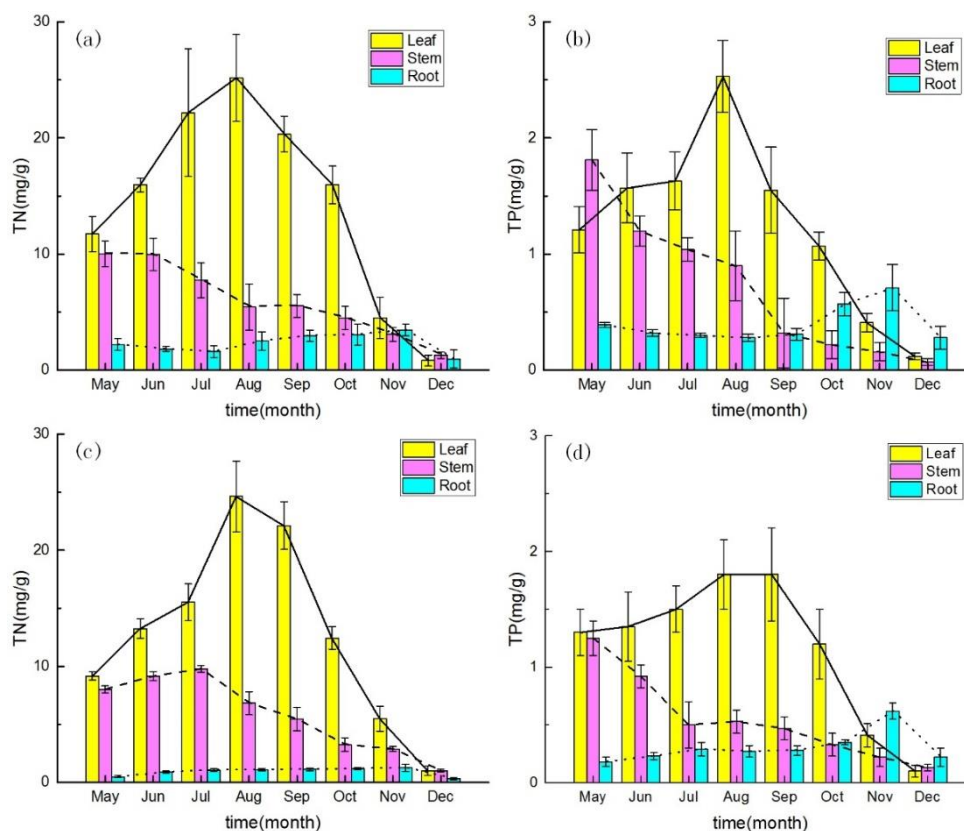 (a)
Leaf
Stem
Root
30
20
10
0
TN(mg/g)
May Jun Jul Aug Sep Oct Nov Dec
time(month)
(b)
Leaf
Stem
Root
3
2
1
0
TP(mg/g)
May Jun Jul Aug Sep Oct Nov Dec
time(month)
(c)
Leaf
Stem
Root
30
20
10
0
TN(mg/g)
May Jun Jul Aug Sep Oct Nov Dec
time(month)
(d)
Leaf
Stem
Root
3
2
1
0
TP(mg/g)
May Jun Jul Aug Sep Oct Nov Dec
time(month)